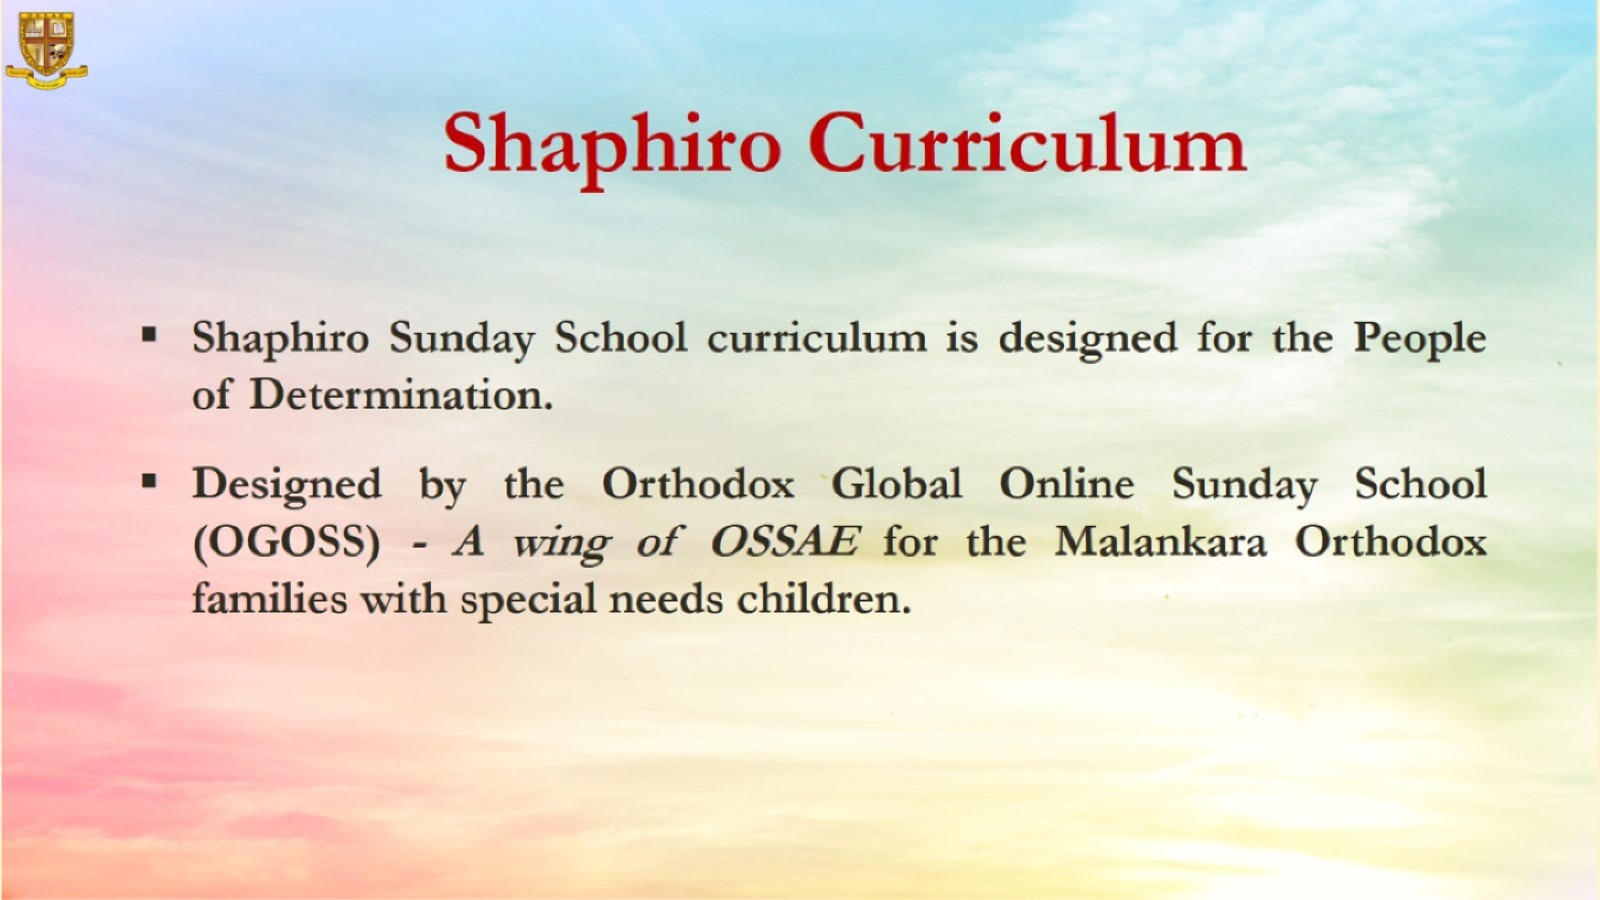 Shaphiro Curriculum
▪ Shaphiro Sunday School curriculum is designed for the People
of Determination.
▪ Designed by the Orthodox Global Online Sunday School
(OGOSS) - A wing of OSSAE for the Malankara Orthodox
families with special needs children.